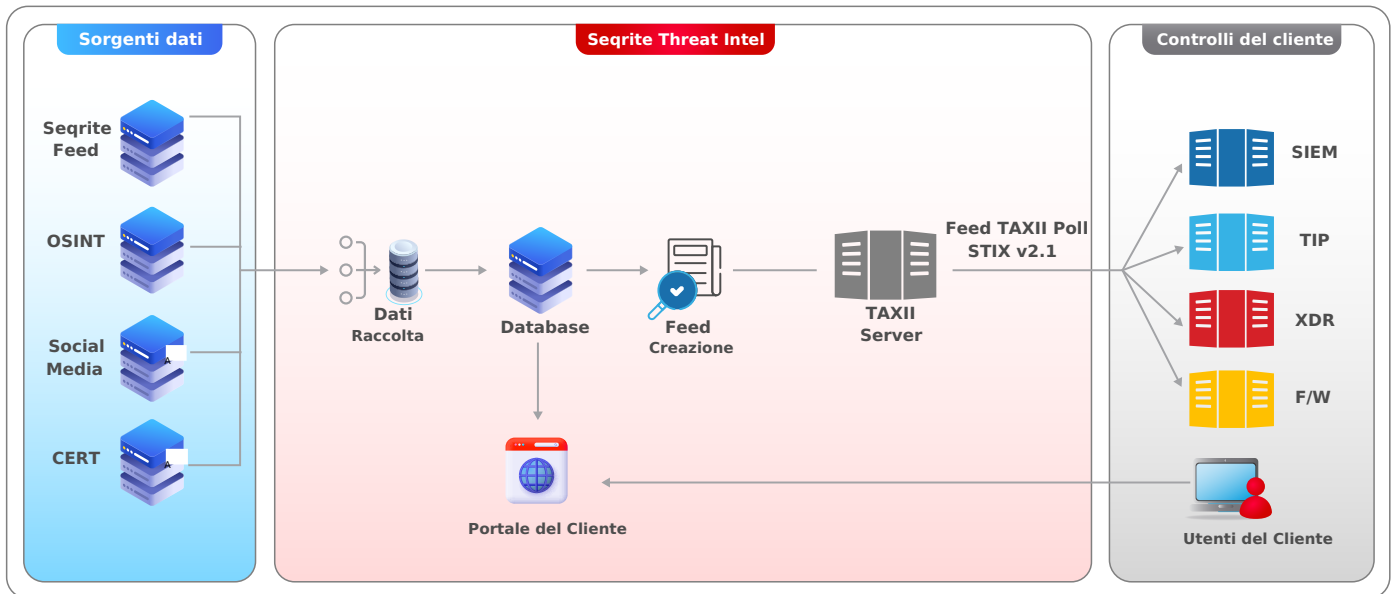 Sorgenti dati
Seqrite
Feed
OSINT
Social
Media
CERT
Seqrite Threat Intel
Dati
Raccolta
Database
Feed
Creazione
TAXII
Server
Feed TAXII Poll
STIX v2.1
Portale del Cliente
Controlli del cliente
SIEM
TIP
XDR
F/W
Utenti del Cliente